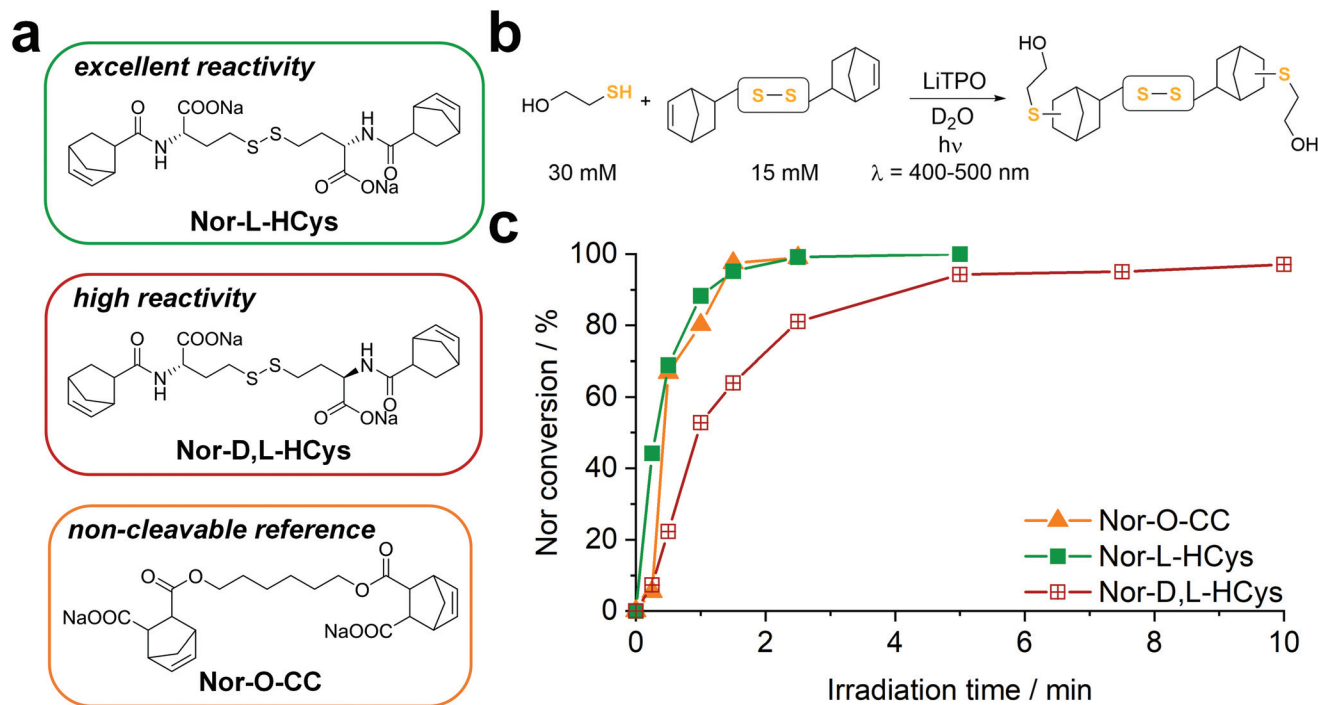 a
excellent reactivity
COONa
O
N
H
S
S
H
N
O
O
ONa
Nor-L-HCys
high reactivity
COONa
O
N
H
S
S
H
N
O
O
ONa
Nor-D,L-HCys
non-cleavable reference
O
O
O
O
NaOOC
NaOOC
Nor-O-CC
b
HO
SH
+
S
S
LiTPO
D₂O
hν
λ = 400-500 nm
30 mM
15 mM
HO
S
S
S
S
OH
c
100
80
60
40
20
0
Nor conversion / %
Nor-O-CC
Nor-L-HCys
Nor-D,L-HCys
0 2 4 6 8 10
Irradiation time / min